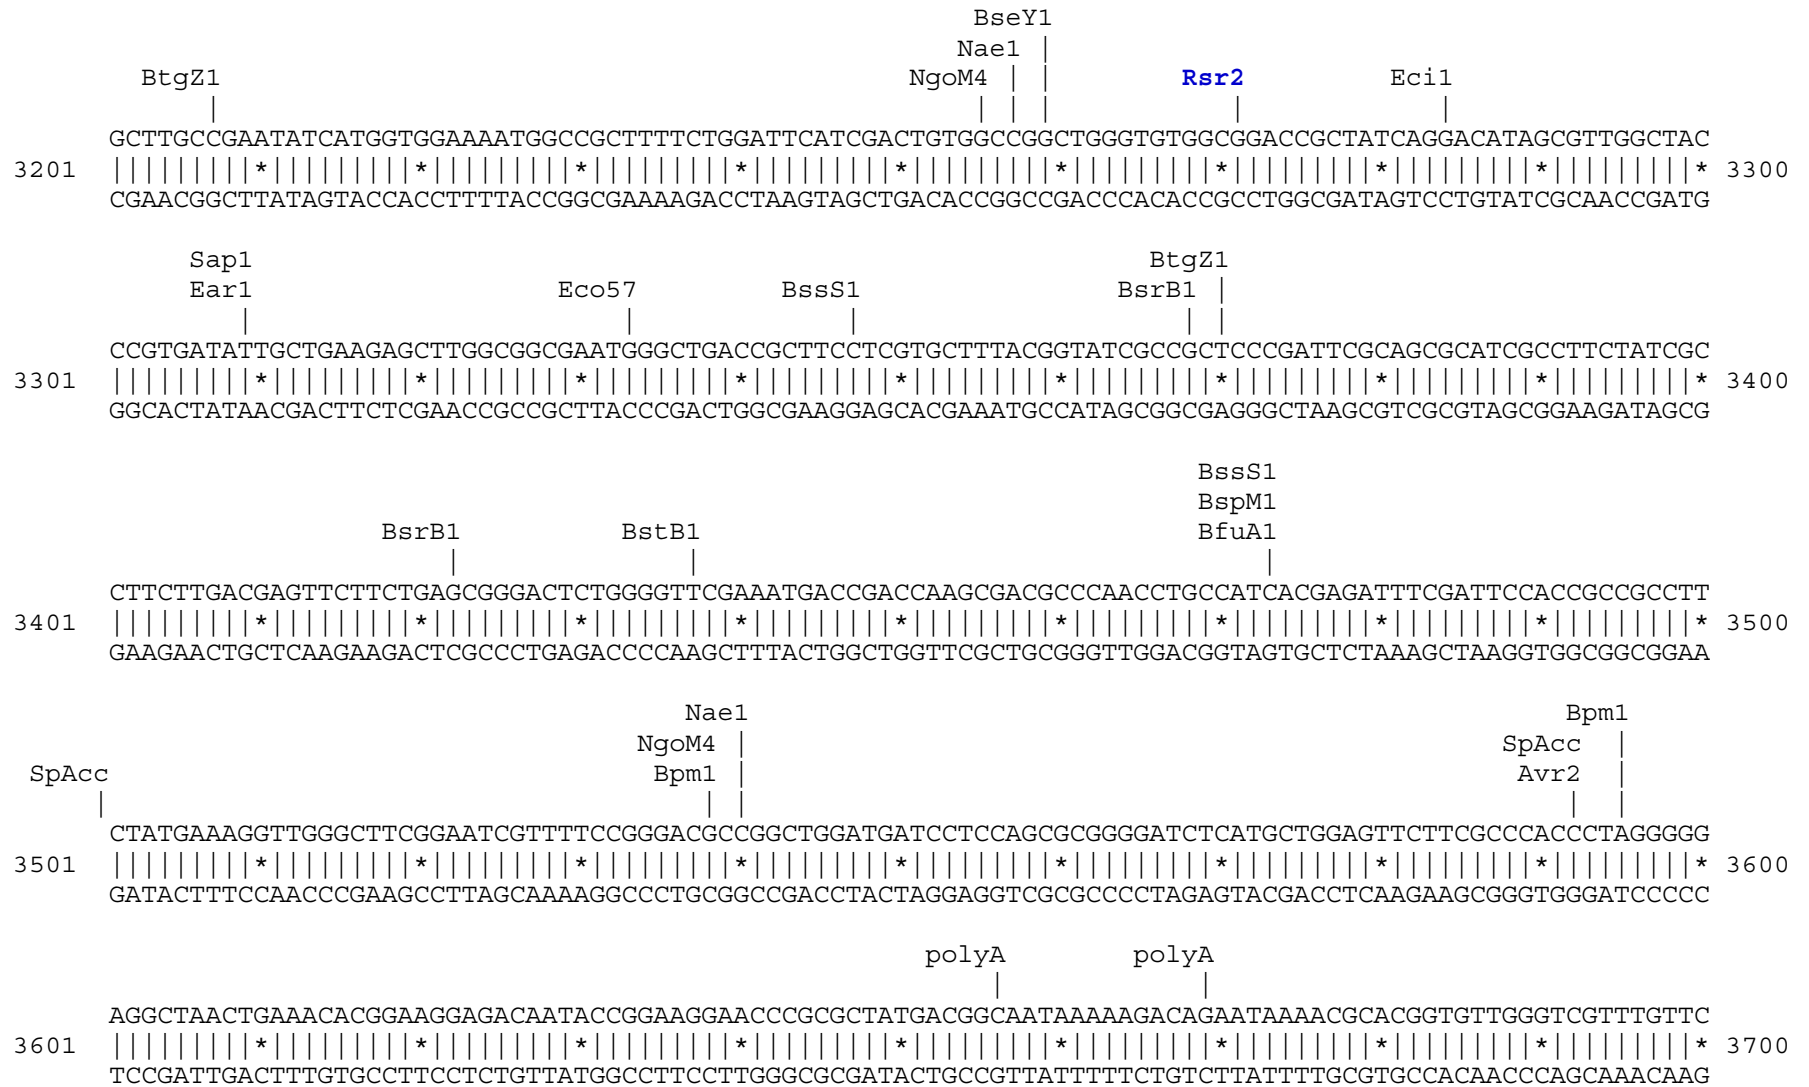 BseY1
Nae1 |
BtgZ1 NgoM4 | | Rsr2 Eci1
| | | | | |
GCTTGCCGAATATCATGGTGGAAAATGGCCGCTTTTCTGGATTCATCGACTGTGGCCGGCTGGGTGTGGCGGACCGCTATCAGGACATAGCGTTGGCTAC
3201 |||||||||*|||||||||*|||||||||*|||||||||*|||||||||*|||||||||*|||||||||*|||||||||*|||||||||*|||||||||* 3300
CGAACGGCTTATAGTACCACCTTTTACCGGCGAAAAGACCTAAGTAGCTGACACCGGCCGACCCACACCGCCTGGCGATAGTCCTGTATCGCAACCGATG
Sap1 BtgZ1
Ear1 Eco57 BssS1 BsrB1 |
| | | | |
CCGTGATATTGCTGAAGAGCTTGGCGGCGAATGGGCTGACCGCTTCCTCGTGCTTTACGGTATCGCCGCTCCCGATTCGCAGCGCATCGCCTTCTATCGC
3301 |||||||||*|||||||||*|||||||||*|||||||||*|||||||||*|||||||||*|||||||||*|||||||||*|||||||||*|||||||||* 3400
GGCACTATAACGACTTCTCGAACCGCCGCTTACCCGACTGGCGAAGGAGCACGAAATGCCATAGCGGCGAGGGCTAAGCGTCGCGTAGCGGAAGATAGCG
BssS1
BspM1
BsrB1 BstB1 BfuA1
| | |
CTTCTTGACGAGTTCTTCTGAGCGGGACTCTGGGGTTCGAAATGACCGACCAAGCGACGCCCAACCTGCCATCACGAGATTTCGATTCCACCGCCGCCTT
3401 |||||||||*|||||||||*|||||||||*|||||||||*|||||||||*|||||||||*|||||||||*|||||||||*|||||||||*|||||||||* 3500
GAAGAACTGCTCAAGAAGACTCGCCCTGAGACCCCAAGCTTTACTGGCTGGTTCGCTGCGGGTTGGACGGTAGTGCTCTAAAGCTAAGGTGGCGGCGGAA
Nae1 Bpm1
NgoM4 | SpAcc |
SpAcc Bpm1 | Avr2 |
| | | | |
CTATGAAAGGTTGGGCTTCGGAATCGTTTTCCGGGACGCCGGCTGGATGATCCTCCAGCGCGGGGATCTCATGCTGGAGTTCTTCGCCCACCCTAGGGGG
3501 |||||||||*|||||||||*|||||||||*|||||||||*|||||||||*|||||||||*|||||||||*|||||||||*|||||||||*|||||||||* 3600
GATACTTTCCAACCCGAAGCCTTAGCAAAAGGCCCTGCGGCCGACCTACTAGGAGGTCGCGCCCCTAGAGTACGACCTCAAGAAGCGGGTGGGATCCCCC
polyA polyA
| |
AGGCTAACTGAAACACGGAAGGAGACAATACCGGAAGGAACCCGCGCTATGACGGCAATAAAAAGACAGAATAAAACGCACGGTGTTGGGTCGTTTGTTC
3601 |||||||||*|||||||||*|||||||||*|||||||||*|||||||||*|||||||||*|||||||||*|||||||||*|||||||||*|||||||||* 3700
TCCGATTGACTTTGTGCCTTCCTCTGTTATGGCCTTCCTTGGGCGCGATACTGCCGTTATTTTTCTGTCTTATTTTGCGTGCCACAACCCAGCAAACAAG